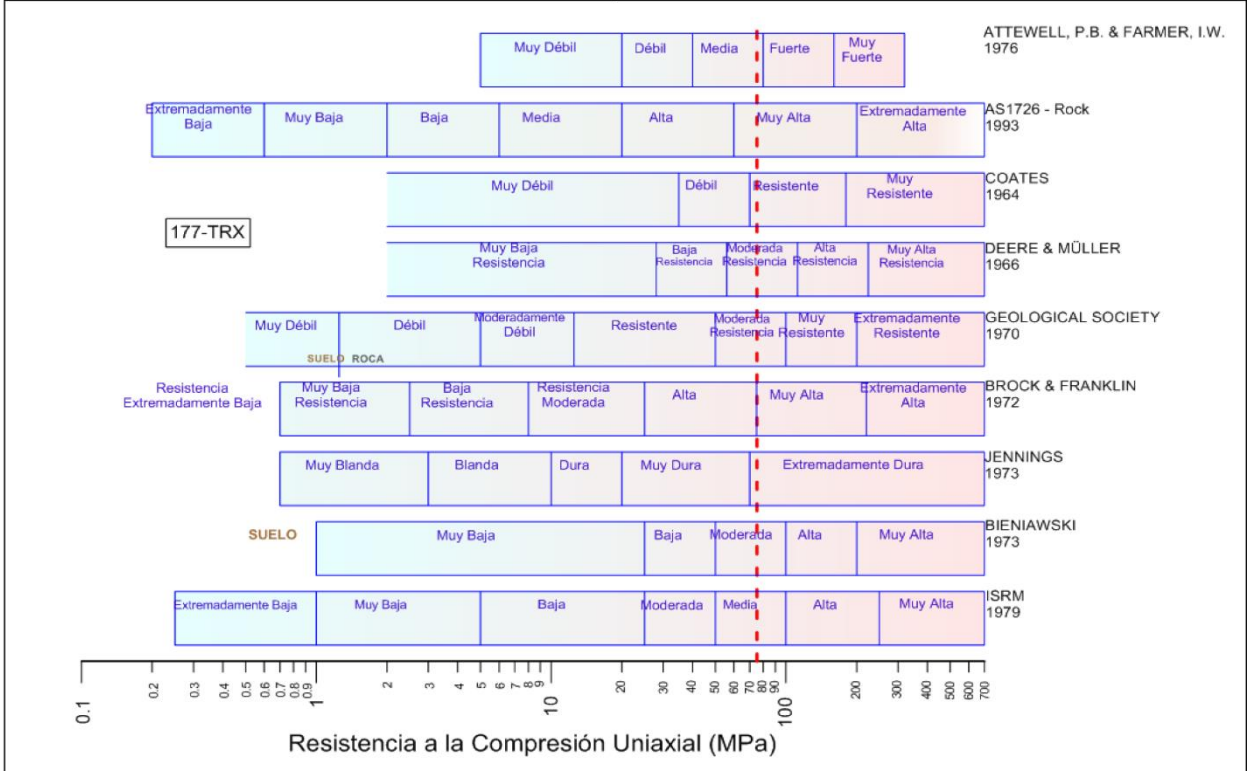 ATTEWELL, P.B. & FARMER, I.W.
1976
Muy Débil
Débil
Media
Fuerte
Muy
Fuerte
AS1726 - Rock
1993
Extremadamente
Baja
Muy Baja
Baja
Media
Alta
Muy Alta
Extremadamente
Alta
COATES
1964
Muy Débil
Débil
Resistente
Muy
Resistente
177-TRX
DEERE & MÜLLER
1966
Muy Baja
Resistencia
Baja
Resistencia
Moderada
Resistencia
Alta
Resistencia
Muy Alta
Resistencia
GEOLOGICAL SOCIETY
1970
Muy Débil
Débil
Moderadamente
Débil
Resistente
Moderada
Resistencia
Muy
Resistente
Extremadamente
Resistente
SUELO ROCA
BROCK & FRANKLIN
1972
Resistencia
Extremadamente Baja
Muy Baja
Resistencia
Baja
Resistencia
Resistencia
Moderada
Alta
Muy Alta
Extremadamente
Alta
JENNINGS
1973
Muy Blanda
Blanda
Dura
Muy Dura
Extremadamente Dura
BIENIAWSKI
1973
SUELO
Muy Baja
Baja
Moderada
Alta
Muy Alta
ISRM
1979
Extremadamente Baja
Muy Baja
Baja
Moderada
Media
Alta
Muy Alta
0.1 0.2 0.3 0.4 0.5 0.6 0.7 0.8 0.9 1 2 3 4 5 6 7 8 9 10 20 30 40 50 60 70 80 90 100 200 300 400 500 600 700
Resistencia a la Compresión Uniaxial (MPa)